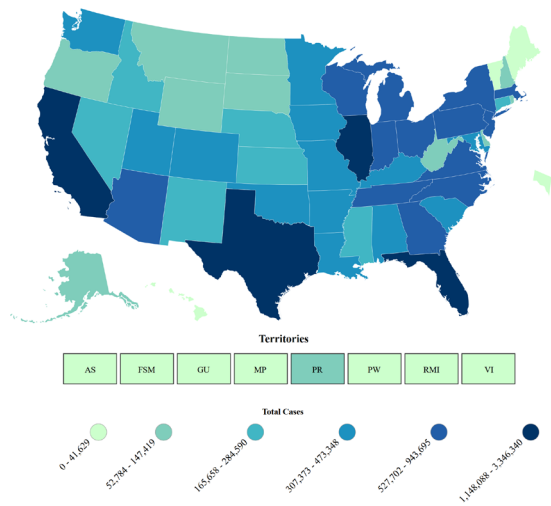 Territories
AS FSM GU MP PR PW RMI VI
Total Cases
0 - 41,629
52,784 - 147,419
165,658 - 284,590
307,373 - 473,348
527,702 - 943,695
1,148,088 - 3,346,340